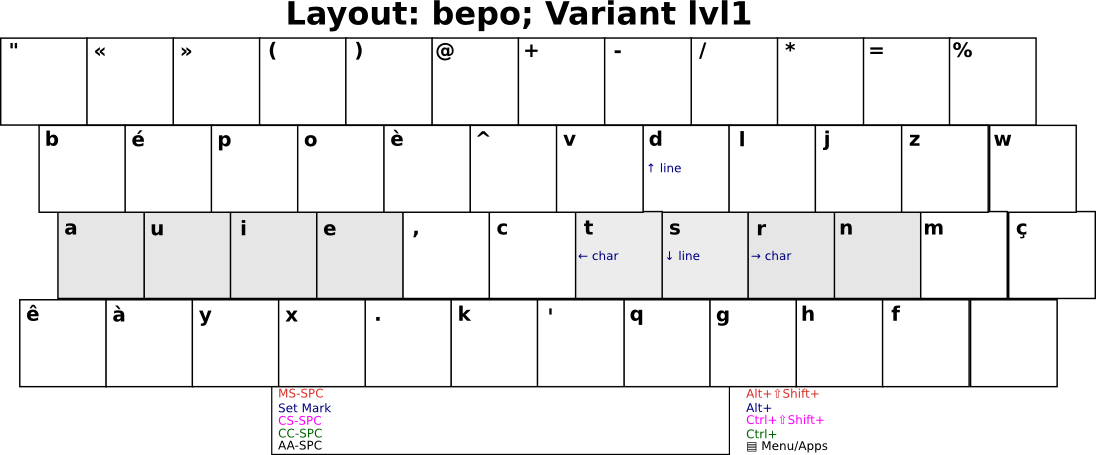 Layout: bepo; Variant lvl1
" « » ( ) @ + - / * = %
b é p o è ^ v d l j z w
↑ line
a u i e , c t s r n m ç
← char ↓ line → char
ê à y x . k ' q g h f
MS-SPC Alt+⇧Shift+
Set Mark Alt+
CS-SPC Ctrl+⇧Shift+
CC-SPC Ctrl+
AA-SPC ▤ Menu/Apps